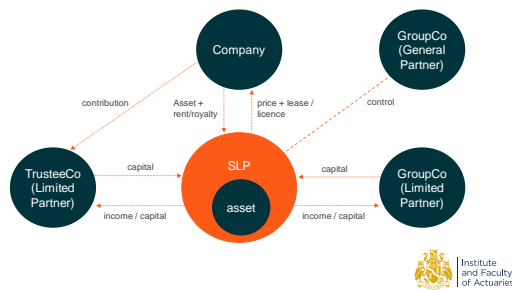 Company
GroupCo
(General
Partner)
contribution
Asset +
rent/royalty
price + lease /
licence
control
TrusteeCo
(Limited
Partner)
capital
SLP
capital
GroupCo
(Limited
Partner)
asset
income / capital
income / capital
Institute
and Faculty
of Actuaries